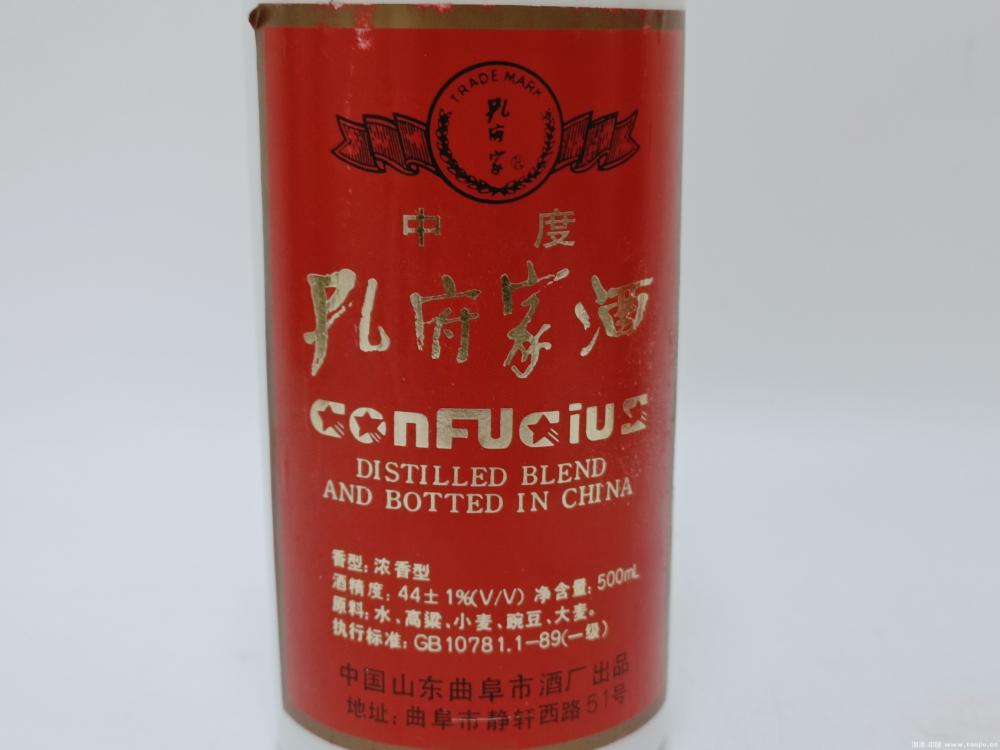 TRADE MARK
孔府家
®
中度
孔府家酒
CONFUCIUS
DISTILLED BLEND
AND BOTTED IN CHINA
香型:浓香型
酒精度:44±1%(V/V) 净含量:500mL
原料:水、高粱、小麦、豌豆、大麦。
执行标准:GB10781.1-89(一级)
中国山东曲阜市酒厂出品
地址:曲阜市静轩西路51号